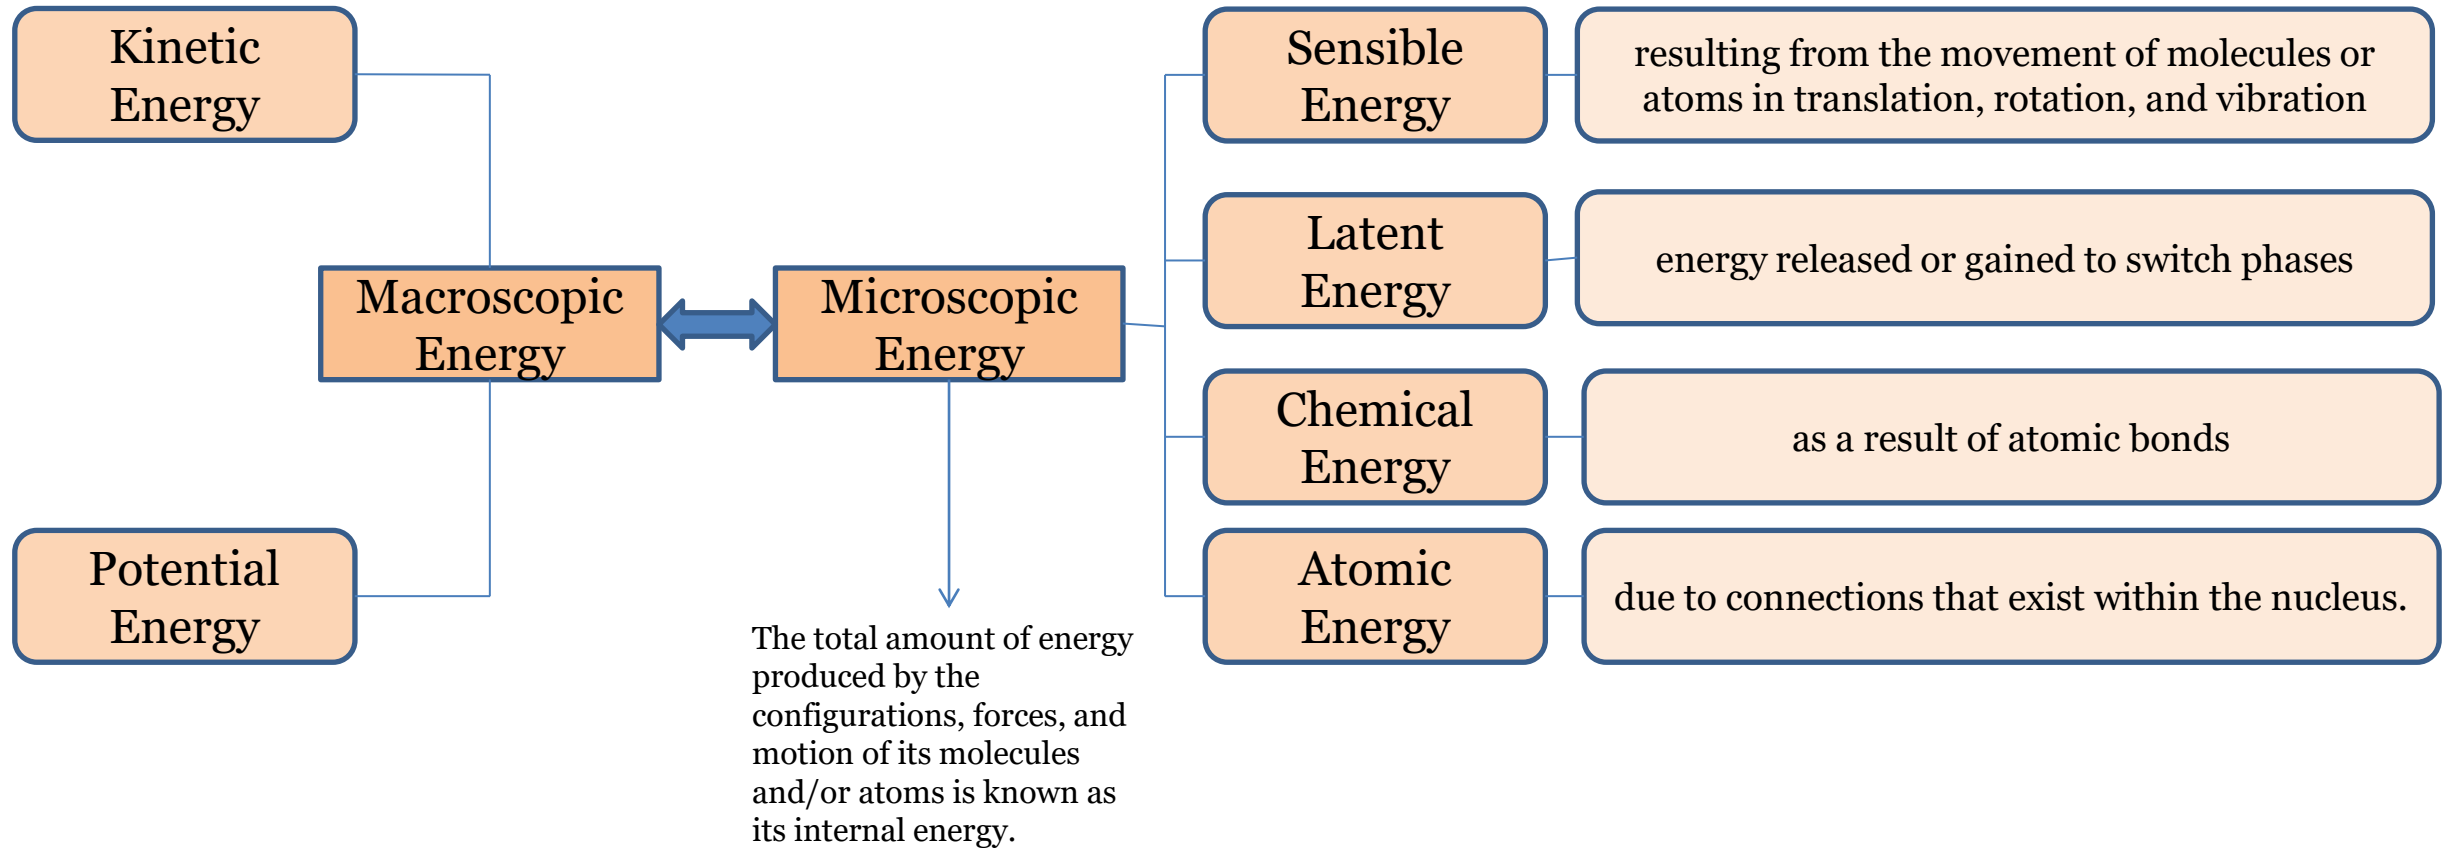 Kinetic
Energy
Potential
Energy
Macroscopic
Energy
Microscopic
Energy
The total amount of energy
produced by the
configurations, forces, and
motion of its molecules
and/or atoms is known as
its internal energy.
Sensible
Energy
resulting from the movement of molecules or
atoms in translation, rotation, and vibration
Latent
Energy
energy released or gained to switch phases
Chemical
Energy
as a result of atomic bonds
Atomic
Energy
due to connections that exist within the nucleus.